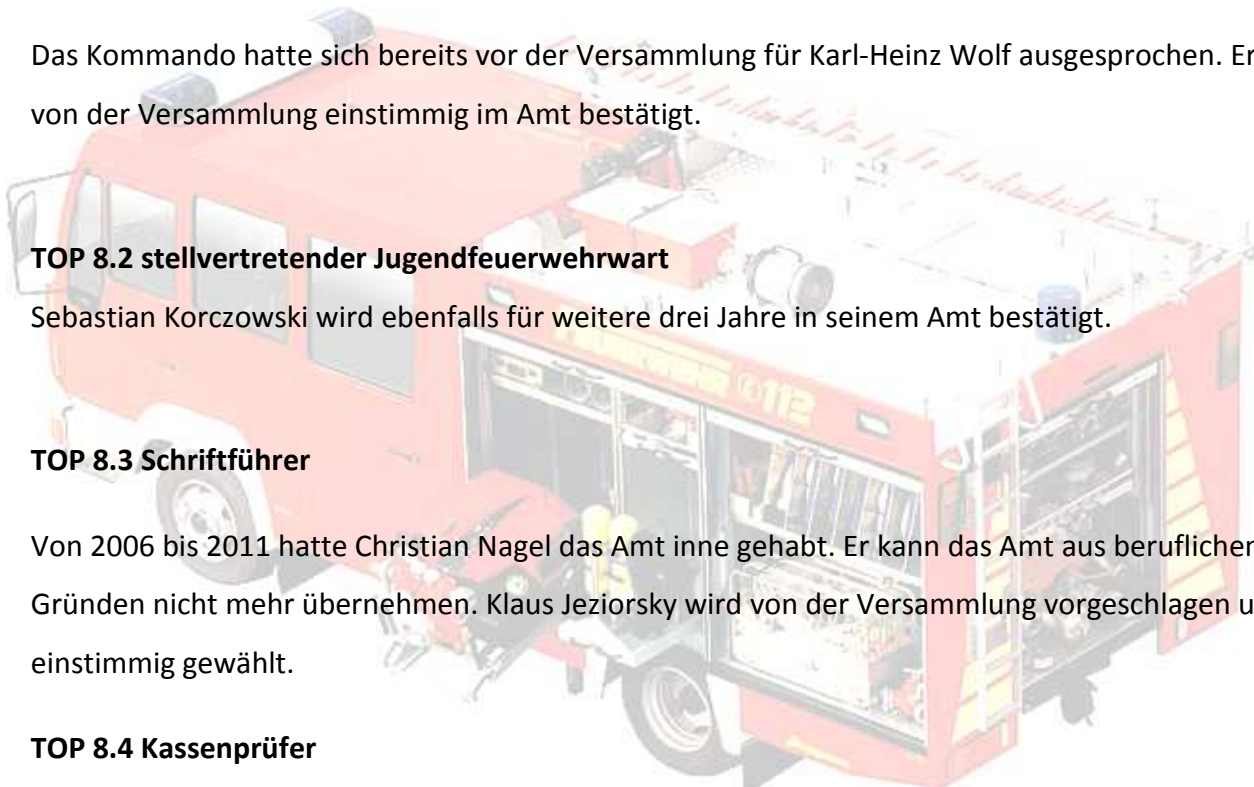 Das Kommando hatte sich bereits vor der Versammlung für Karl-Heinz Wolf ausgesprochen. Er
von der Versammlung einstimmig im Amt bestätigt.
TOP 8.2 stellvertretender Jugendfeuerwehrwart
Sebastian Korczowski wird ebenfalls für weitere drei Jahre in seinem Amt bestätigt.
FEUERWEHR 112
TOP 8.3 Schriftführer
Von 2006 bis 2011 hatte Christian Nagel das Amt inne gehabt. Er kann das Amt aus beruflichen
Gründen nicht mehr übernehmen. Klaus Jeziorsky wird von der Versammlung vorgeschlagen u
einstimmig gewählt.
TOP 8.4 Kassenprüfer